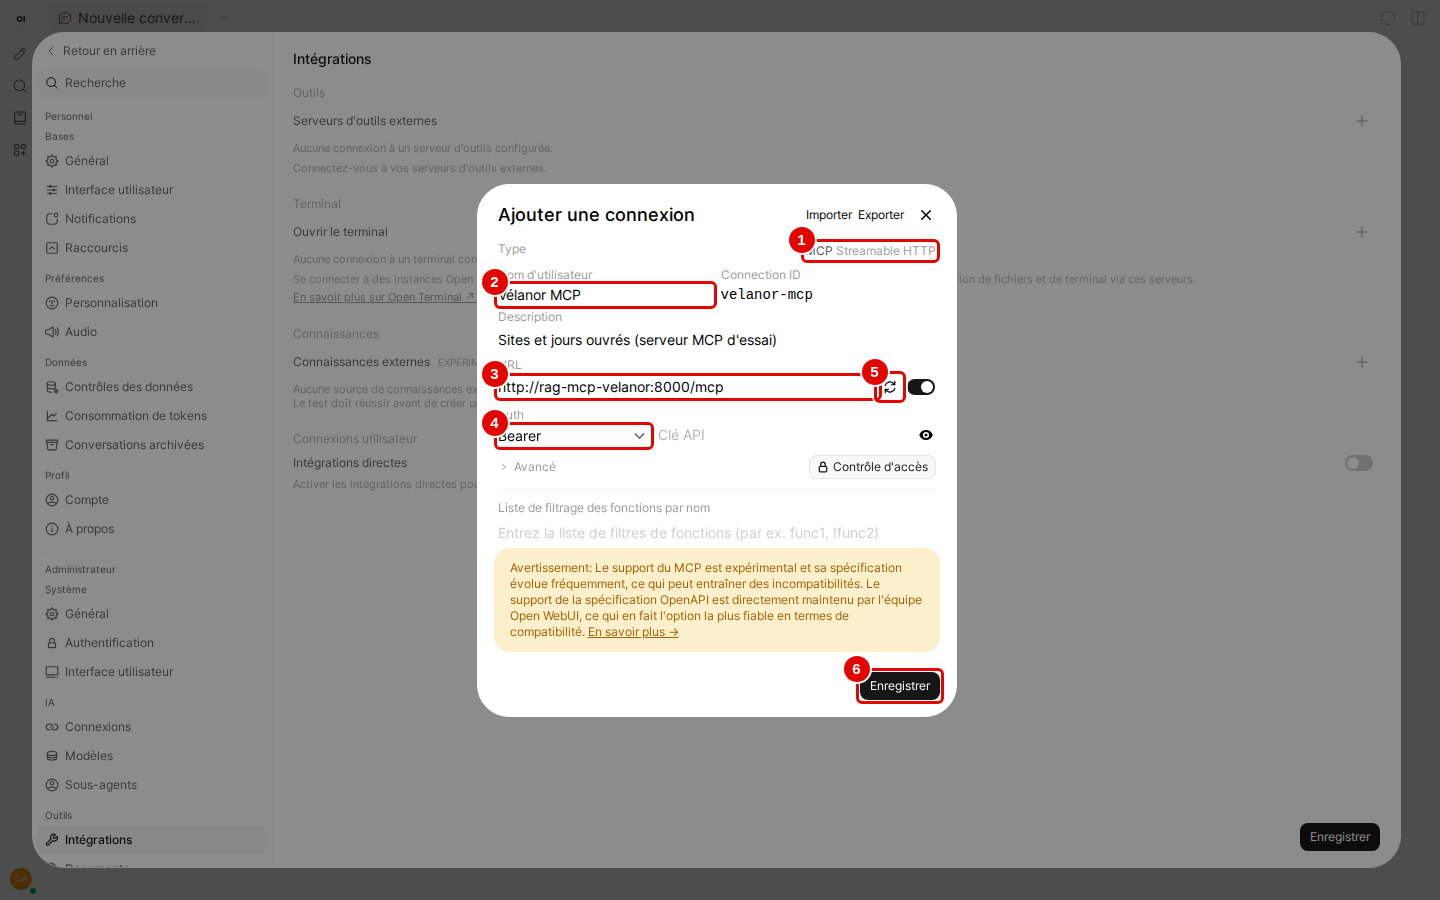 OI
Nouvelle conver...
Retour en arrière
Recherche
Personnel
Bases
Général
Interface utilisateur
Notifications
Raccourcis
Préférences
Personnalisation
Audio
Données
Contrôles des données
Consommation de tokens
Conversations archivées
Profil
Compte
À propos
Administrateur
Système
Général
Authentification
Interface utilisateur
IA
Connexions
Modèles
Sous-agents
Outils
Intégrations
CA
Intégrations
Outils
Serveurs d'outils externes
Aucune connexion à un serveur d'outils configurée.
Connectez-vous à vos serveurs d'outils externes.
Terminal
Ouvrir le terminal
Aucune connexion à un terminal
Se connecter à des instances Open
de fichiers et de terminal via ces serveurs.
En savoir plus sur Open Terminal ↗
Connaissances
Connaissances externes
Aucune source de connaissances
Le test doit réussir avant de créer
Connexions utilisateur
Intégrations directes
Activer les intégrations directes
Enregistrer
Ajouter une connexion
Importer Exporter
1
Type
MCP Streamable HTTP
2
Nom d'utilisateur
Connection ID
Vélanor MCP
velanor-mcp
Description
Sites et jours ouvrés (serveur MCP d'essai)
3
URL
5
http://rag-mcp-velanor:8000/mcp
4
Auth
Bearer
Clé API
Avancé
Contrôle d'accès
Liste de filtrage des fonctions par nom
Entrez la liste de filtres de fonctions (par ex. func1, !func2)
Avertissement: Le support du MCP est expérimental et sa spécification
évolue fréquemment, ce qui peut entraîner des incompatibilités. Le
support de la spécification OpenAPI est directement maintenu par l'équipe
Open WebUI, ce qui en fait l'option la plus fiable en termes de
compatibilité. En savoir plus →
6
Enregistrer